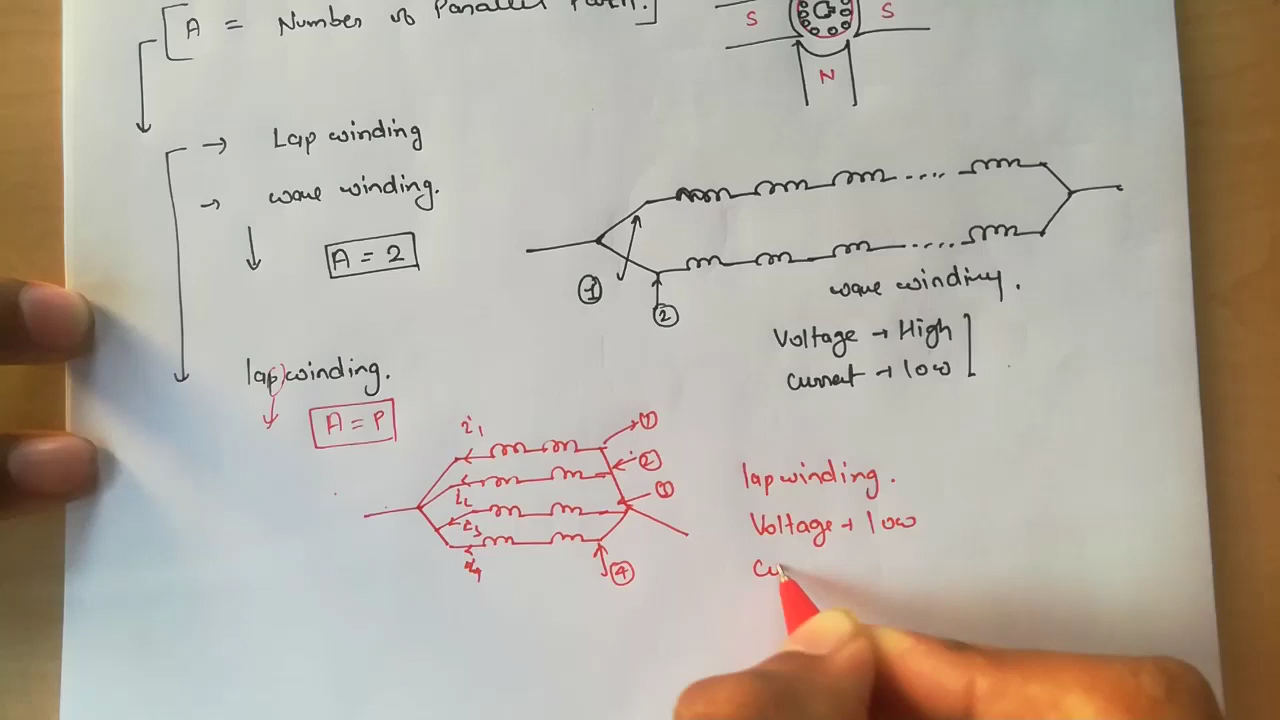 [A = Number of Parallel Path.]
S
S
N
→ Lap winding
→ wave winding.
A = 2
①
②
wave winding.
Voltage → High
current → low
lap winding.
A = P
i1
i2
i3
i4
①
②
③
④
lap winding.
Voltage → low
cu